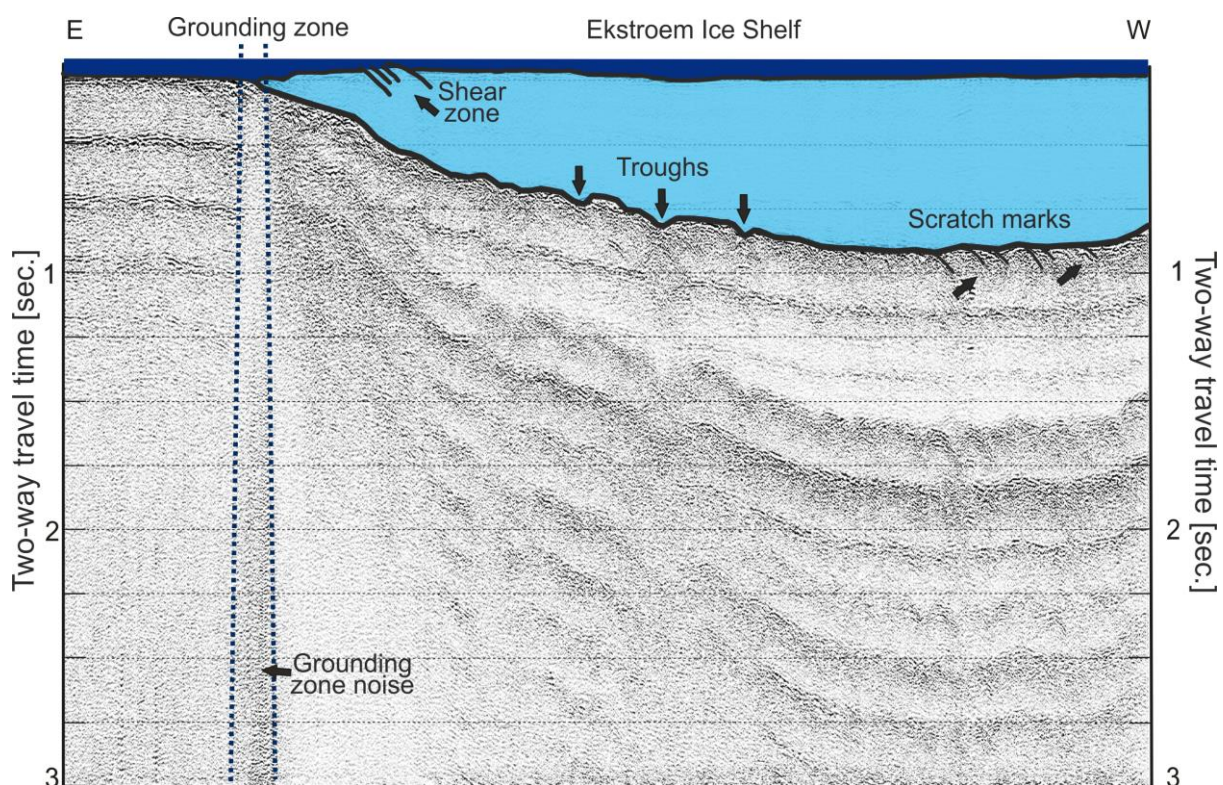 E
Grounding zone
Ekstroem Ice Shelf
W
Shear
zone
Troughs
Scratch marks
1
1
Two-way travel time [sec.]
Two-way travel time [sec.]
2
2
Grounding
zone noise
3
3